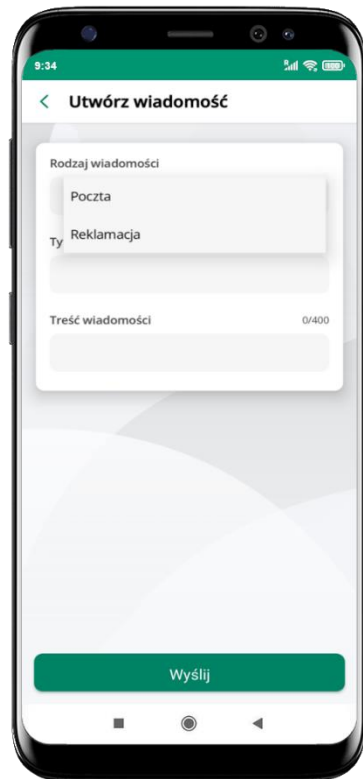 9:34
Utwórz wiadomość
Rodzaj wiadomości
Poczta
Reklamacja
Ty
Treść wiadomości 0/400
Wyślij